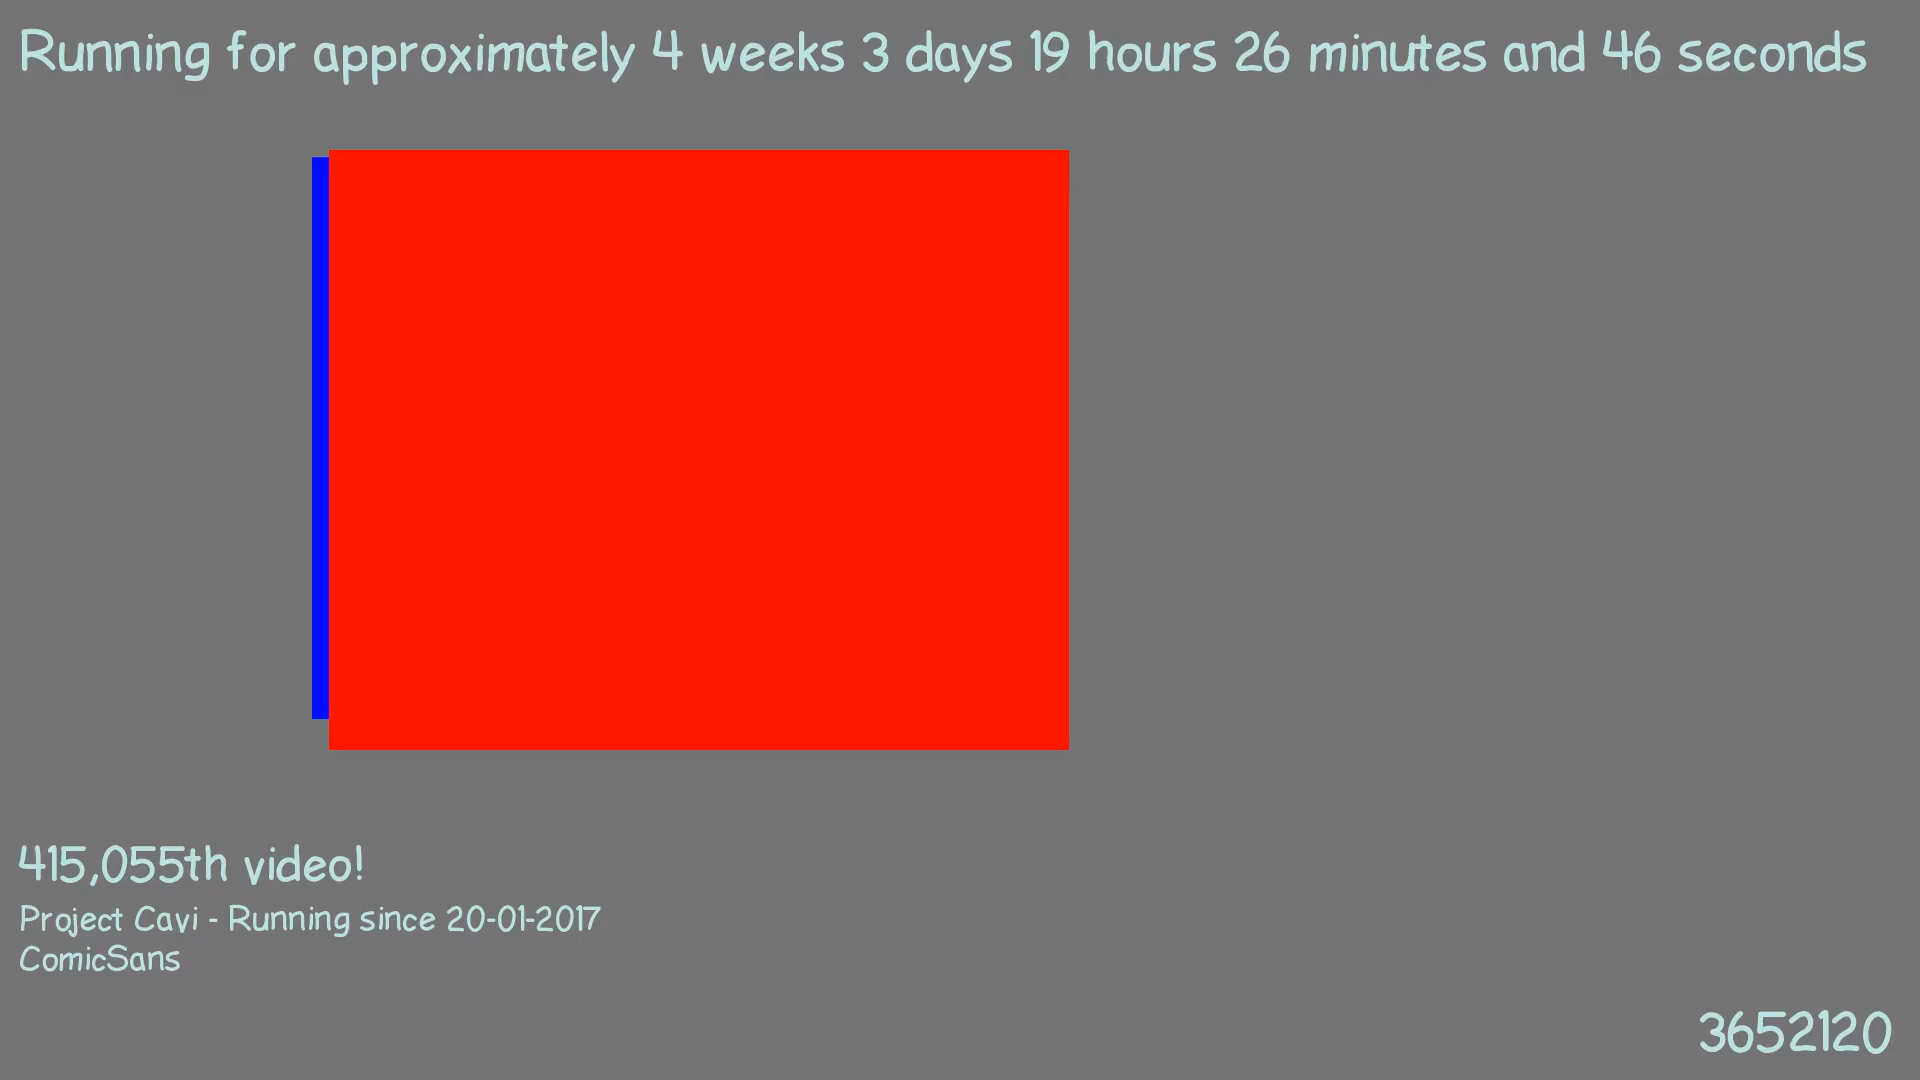 Running for approximately 4 weeks 3 days 19 hours 26 minutes and 46 seconds
415,055th video!
Project Cavi - Running since 20-01-2017
ComicSans
3652120